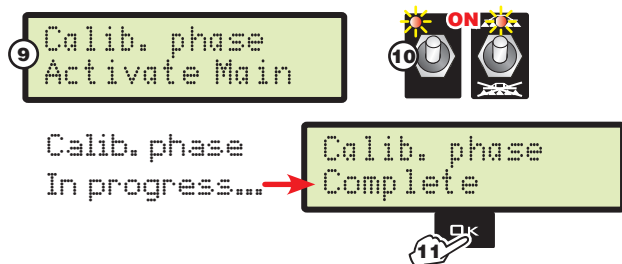 9
Calib. phase
Activate Main
10
ON
Calib. phase
In progress...
Calib. phase
Complete
OK
11